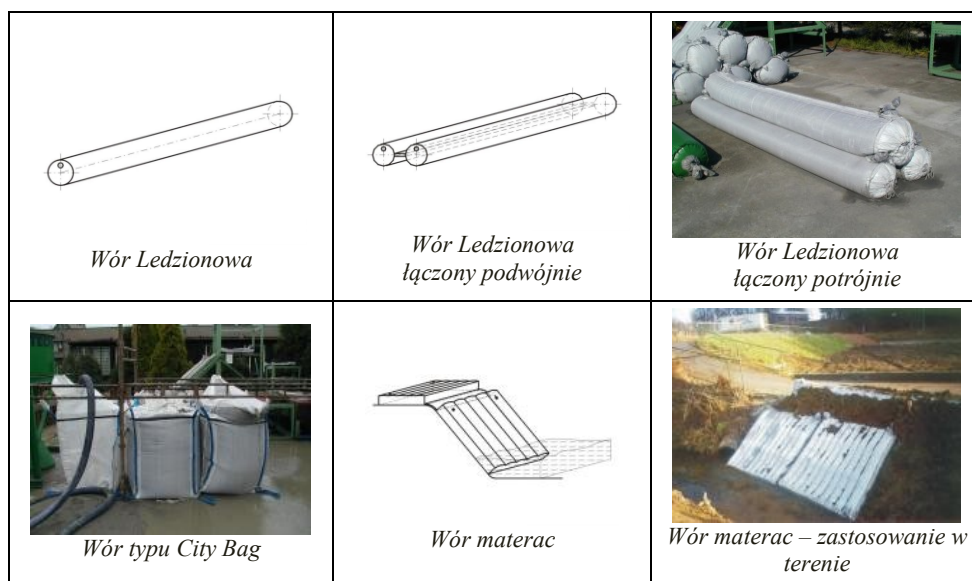 Wór Ledzionowa
Wór Ledzionowa
łączony podwójnie
Wór Ledzionowa
łączony potrójnie
Wór typu City Bag
Wór materac
Wór materac – zastosowanie w
terenie